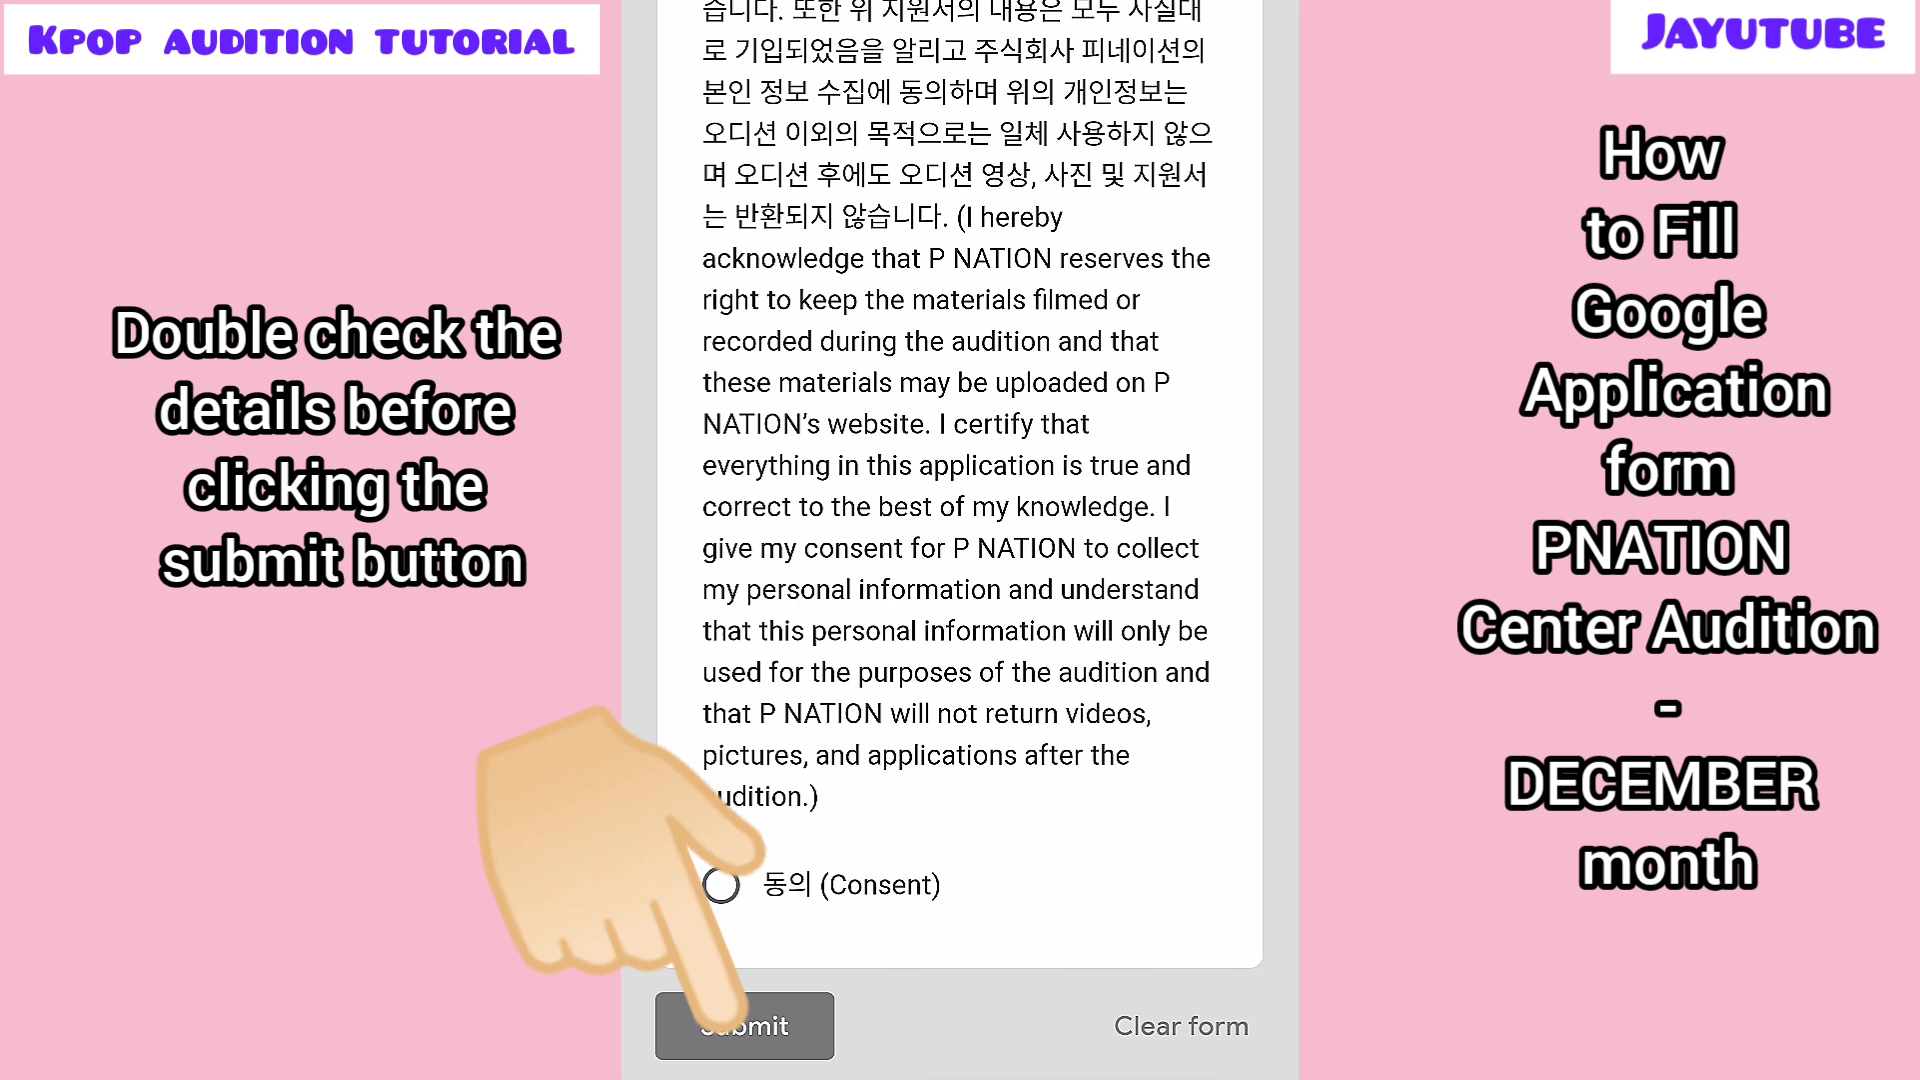 KPOP AUDITION TUTORIAL
JAYUTUBE
Double check the
details before
clicking the
submit button
습니다. 또한 위 지원서의 내용은 모두 사실대
로 기입되었음을 알리고 주식회사 피네이션의
본인 정보 수집에 동의하며 위의 개인정보는
오디션 이외의 목적으로는 일체 사용하지 않으
며 오디션 후에도 오디션 영상, 사진 및 지원서
는 반환되지 않습니다. (I hereby
acknowledge that P NATION reserves the
right to keep the materials filmed or
recorded during the audition and that
these materials may be uploaded on P
NATION’s website. I certify that
everything in this application is true and
correct to the best of my knowledge. I
give my consent for P NATION to collect
my personal information and understand
that this personal information will only be
used for the purposes of the audition and
that P NATION will not return videos,
pictures, and applications after the
audition.)
동의 (Consent)
Submit
Clear form
How
to Fill
Google
Application
form
PNATION
Center Audition
-
DECEMBER
month